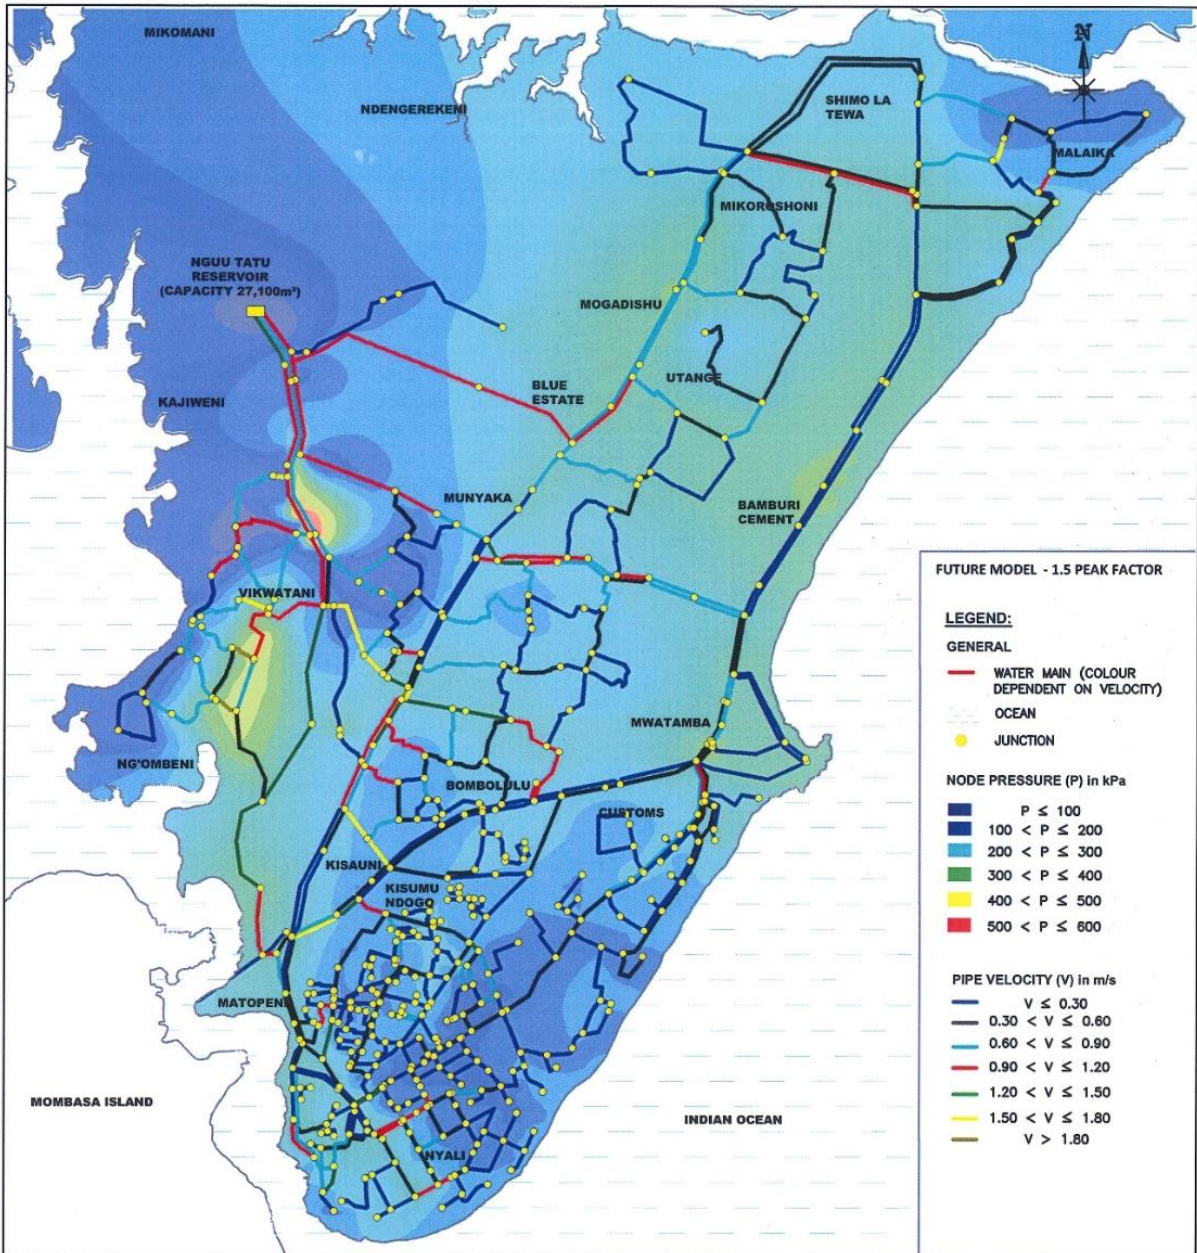 MIKOMANI
N
NDENGEREKENI
SHIMO LA
TEWA
MALAIKA
MIKOROSHONI
NGUU TATU
RESERVOIR
(CAPACITY 27,100m³)
MOGADISHU
BLUE
ESTATE
UTANGE
KAJIWENI
MUNYAKA
BAMBURI
CEMENT
VIKWATANI
MWATAMBA
NG'OMBENI
BOMBOLULU
CUSTOMS
KISAUNI
KISUMU
NDOGO
MATOPENI
MOMBASA ISLAND
INDIAN OCEAN
NYALI
FUTURE MODEL - 1.5 PEAK FACTOR
LEGEND:
GENERAL
WATER MAIN (COLOUR
DEPENDENT ON VELOCITY)
OCEAN
JUNCTION
NODE PRESSURE (P) in kPa
P ≤ 100
100 < P ≤ 200
200 < P ≤ 300
300 < P ≤ 400
400 < P ≤ 500
500 < P ≤ 600
PIPE VELOCITY (V) in m/s
V ≤ 0.30
0.30 < V ≤ 0.60
0.60 < V ≤ 0.90
0.90 < V ≤ 1.20
1.20 < V ≤ 1.50
1.50 < V ≤ 1.80
V > 1.80